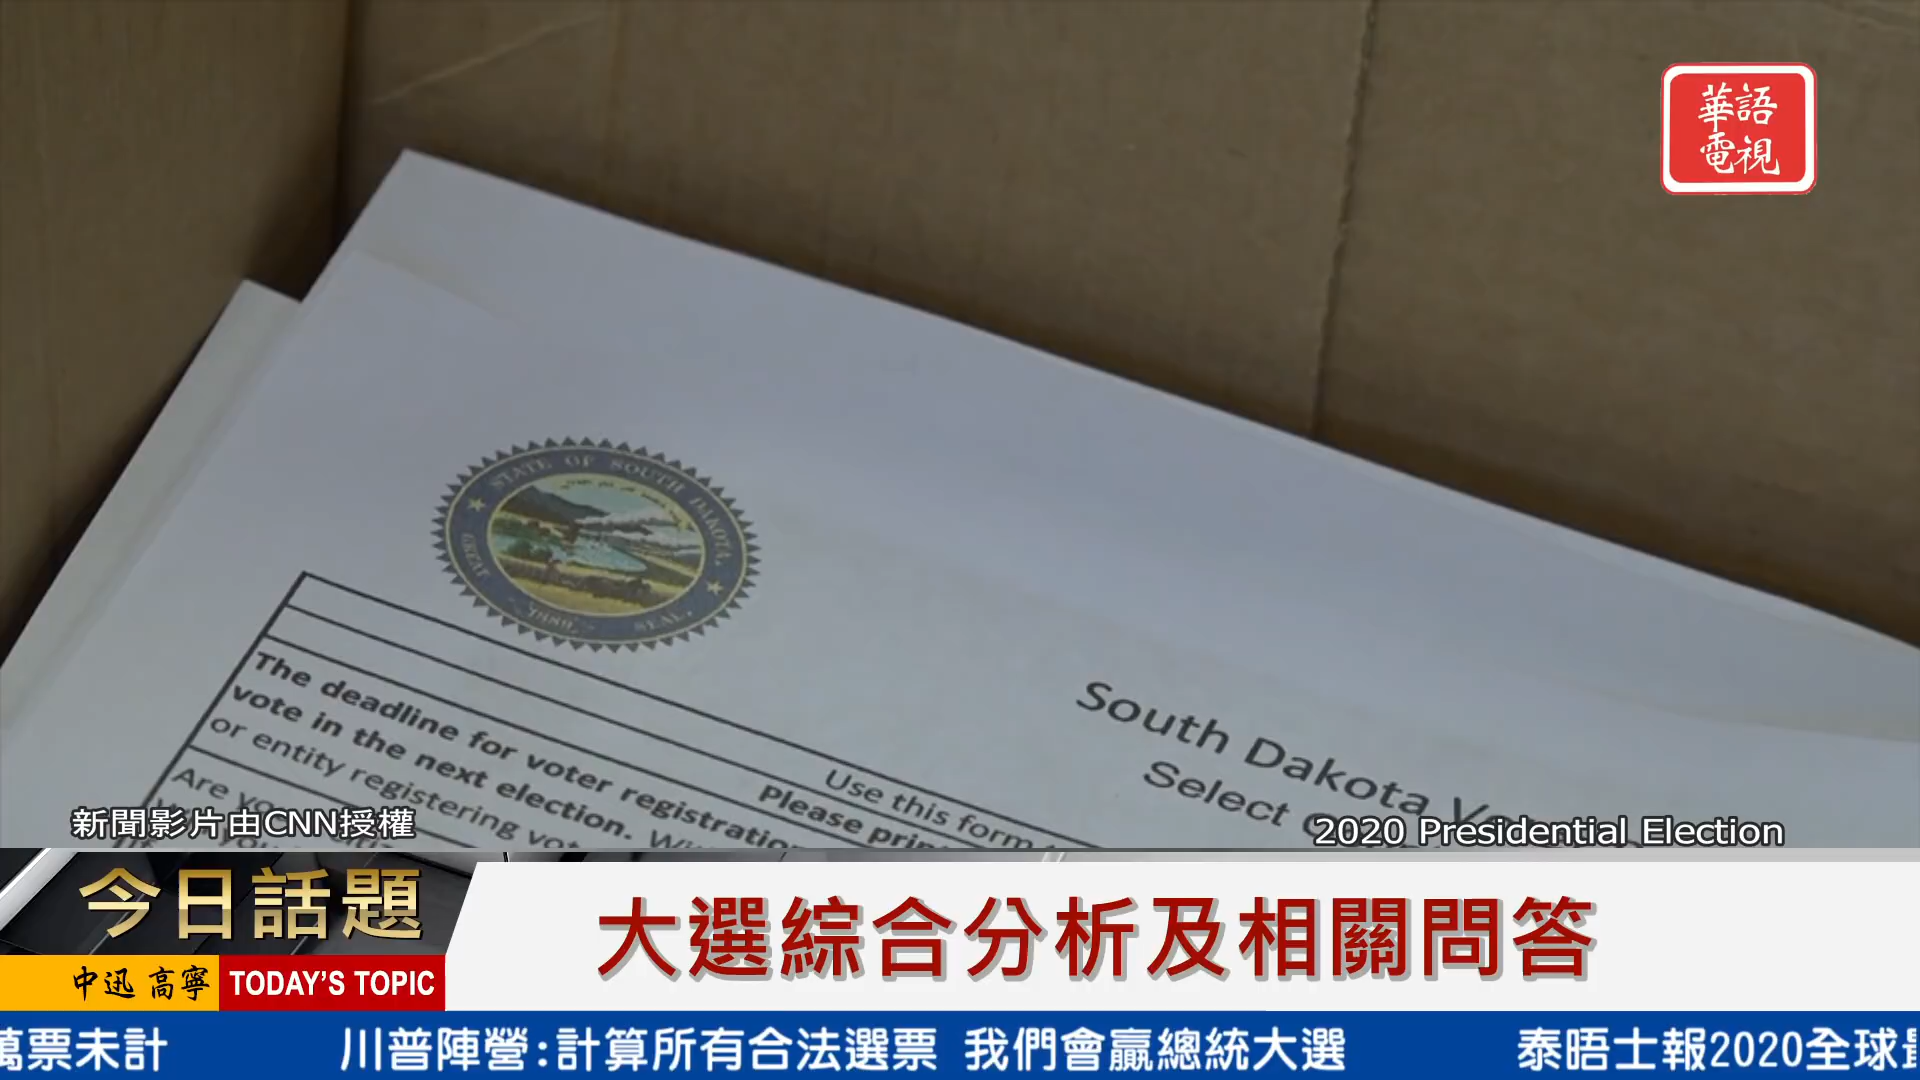 華語
電視
STATE OF SOUTH DAKOTA
GREAT SEAL
1889
South Dakota
Select
Use this form
Please print
The deadline for voter registration
vote in the next election.
or entity registering
Are you
新聞影片由CNN授權
2020 Presidential Election
今日話題
大選綜合分析及相關問答
中迅 高寧
TODAY'S TOPIC
萬票未計 川普陣營:計算所有合法選票 我們會贏總統大選 泰晤士報2020全球